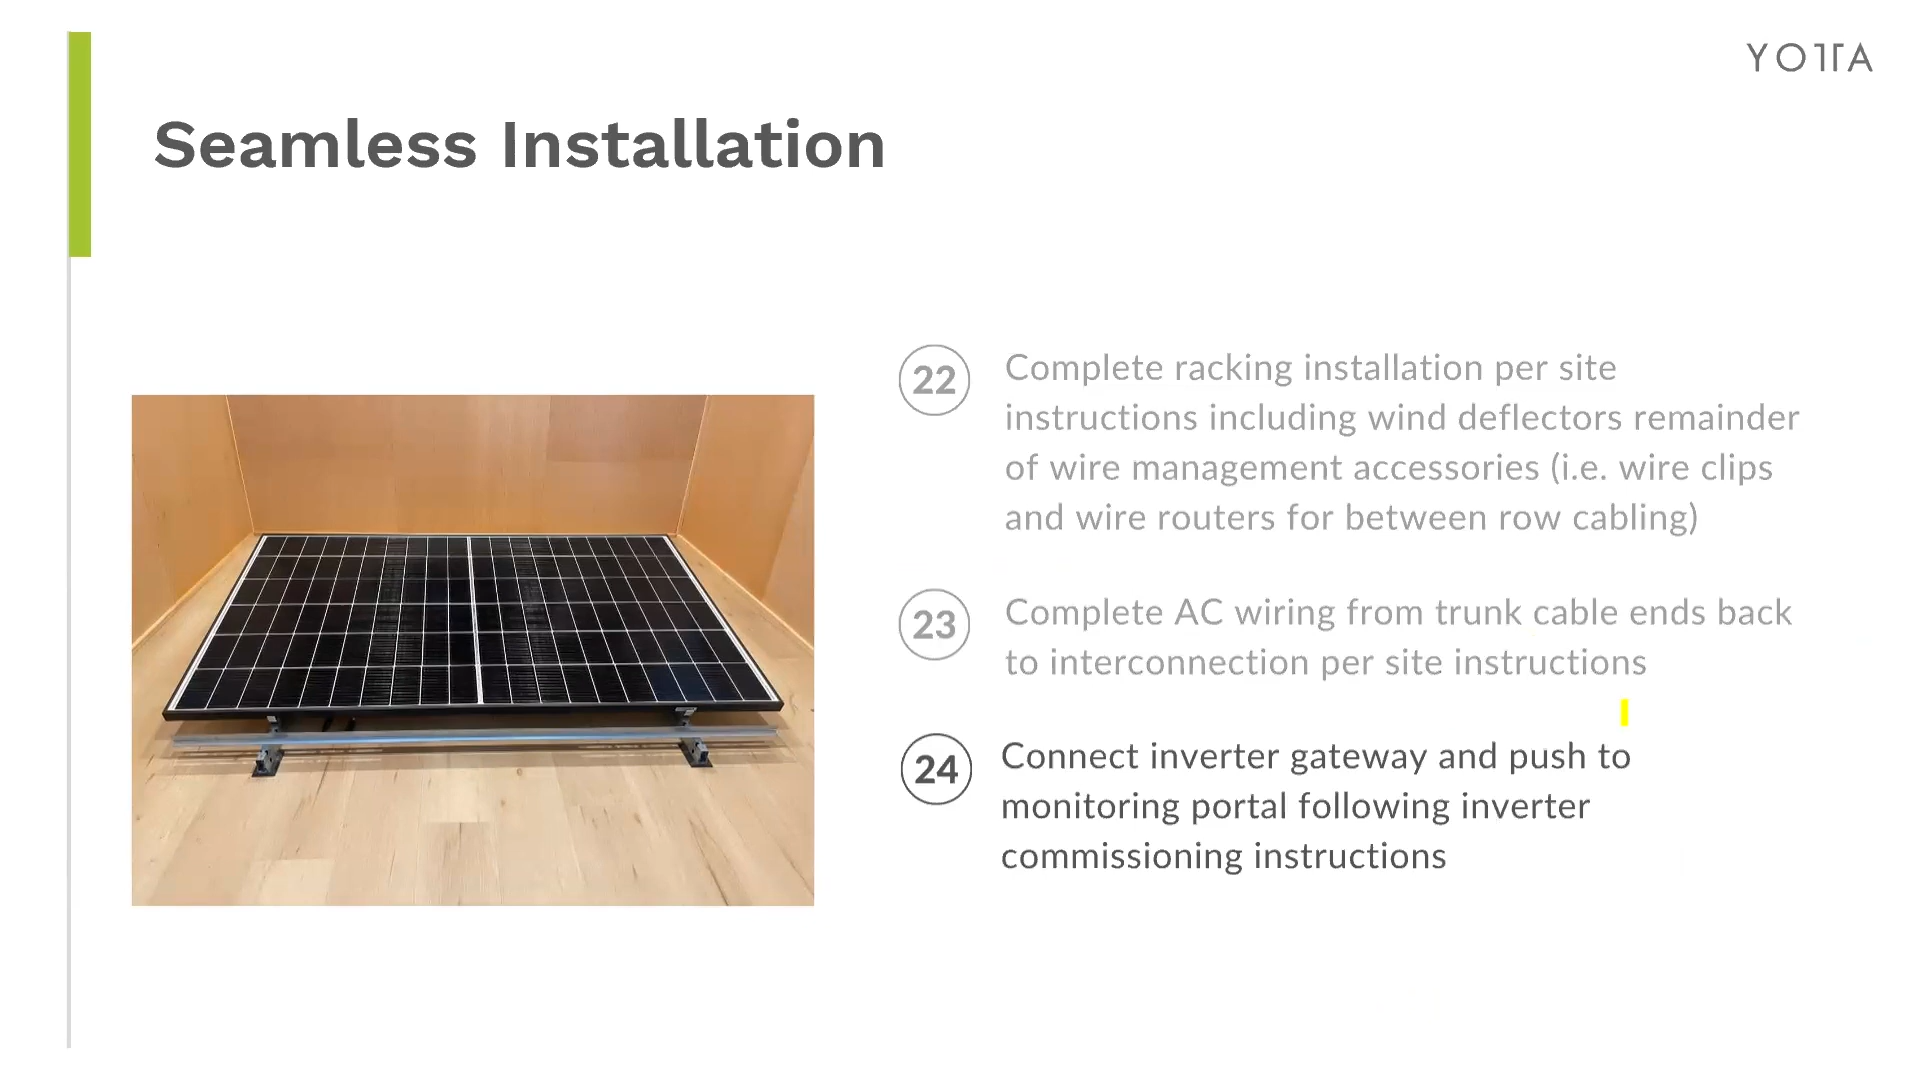 YOTTA
Seamless Installation
22
Complete racking installation per site
instructions including wind deflectors remainder
of wire management accessories (i.e. wire clips
and wire routers for between row cabling)
23
Complete AC wiring from trunk cable ends back
to interconnection per site instructions
24
Connect inverter gateway and push to
monitoring portal following inverter
commissioning instructions